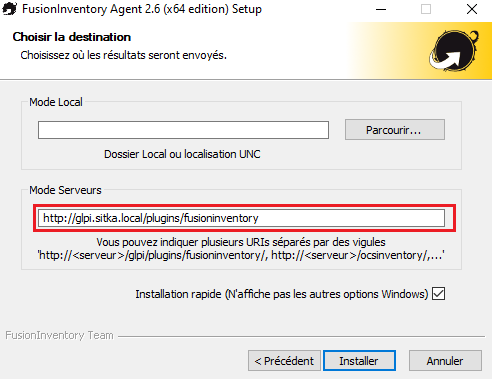 FusionInventory Agent 2.6 (x64 edition) Setup
Choisir la destination
Choisissez où les résultats seront envoyés.
Mode Local
Parcourir...
Dossier Local ou localisation UNC
Mode Serveurs
http://glpi.sitka.local/plugins/fusioninventory
Vous pouvez indiquer plusieurs URIs séparés par des vigules
'http://<serveur>/glpi/plugins/fusioninventory/, http://<serveur>/ocsinventory/,...'
Installation rapide (N'affiche pas les autres options Windows)
FusionInventory Team
< Précédent
Installer
Annuler